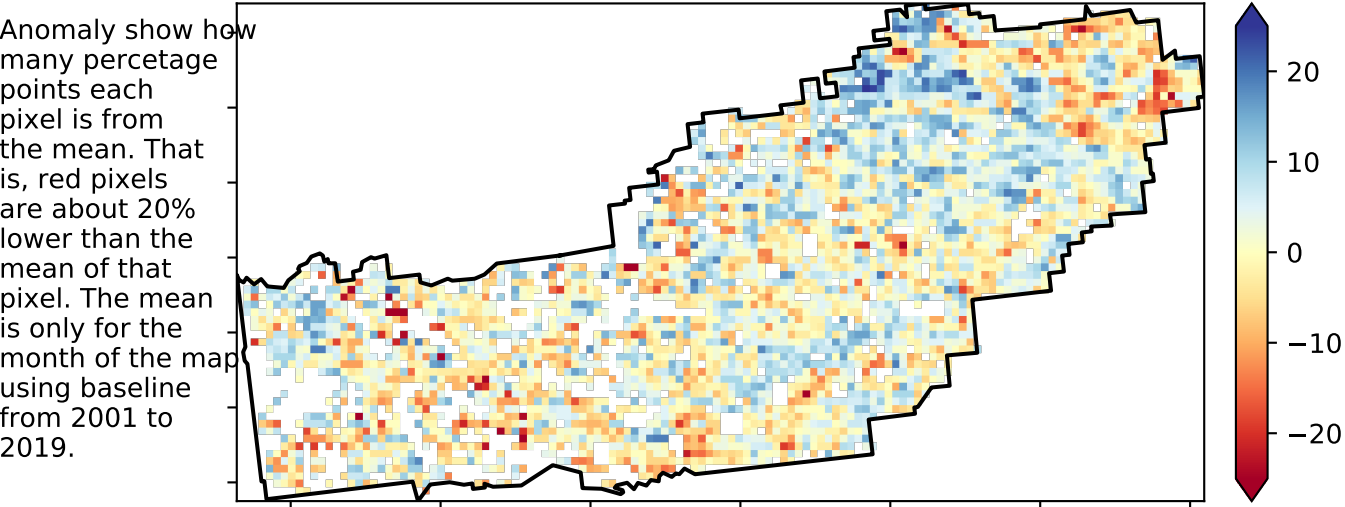 Anomaly show how
many percetage
points each
pixel is from
the mean. That
is, red pixels
are about 20%
lower than the
mean of that
pixel. The mean
is only for the
month of the map
using baseline
from 2001 to
2019.
20
10
0
−10
−20